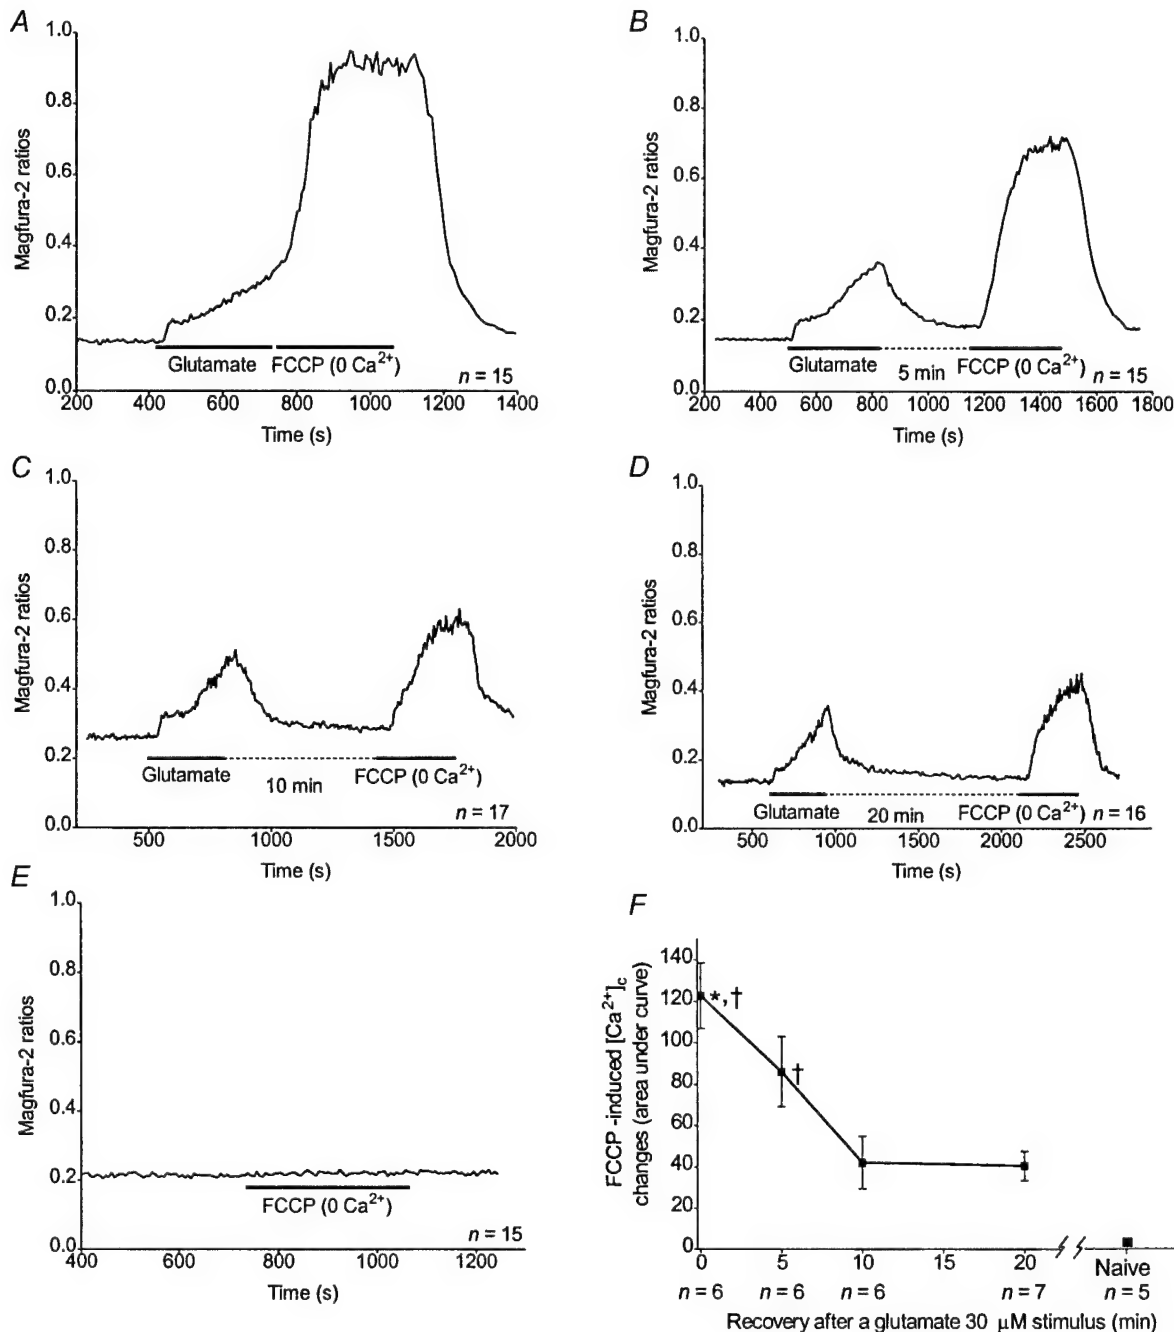 A
Magfura-2 ratios
1.0
0.8
0.6
0.4
0.2
0.0
Glutamate
FCCP (0 Ca²⁺)
n = 15
200 400 600 800 1000 1200 1400
Time (s)
B
Magfura-2 ratios
1.0
0.8
0.6
0.4
0.2
0.0
Glutamate
5 min
FCCP (0 Ca²⁺)
n = 15
200 400 600 800 1000 1200 1400 1600 1800
Time (s)
C
Magfura-2 ratios
1.0
0.8
0.6
0.4
0.2
0.0
Glutamate
10 min
FCCP (0 Ca²⁺)
n = 17
500 1000 1500 2000
Time (s)
D
Magfura-2 ratios
1.0
0.8
0.6
0.4
0.2
0.0
Glutamate
20 min
FCCP (0 Ca²⁺)
n = 16
500 1000 1500 2000 2500
Time (s)
E
Magfura-2 ratios
1.0
0.8
0.6
0.4
0.2
0.0
FCCP (0 Ca²⁺)
n = 15
400 600 800 1000 1200
Time (s)
F
FCCP -induced [Ca²⁺]c
changes (area under curve)
140
120
100
80
60
40
20
0
*,†
†
0 5 10 15 20 Naive
n = 6 n = 6 n = 6 n = 7 n = 5
Recovery after a glutamate 30 µM stimulus (min)